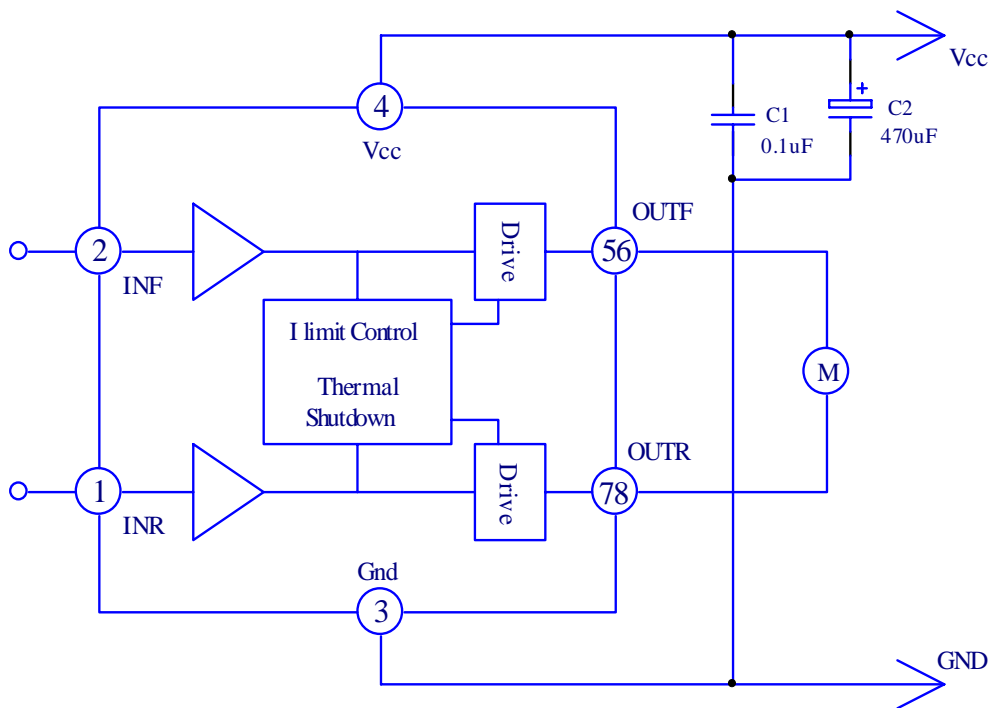 Vcc
4
Vcc
C1
0.1uF
+
C2
470uF
OUTF
2
INF
Drive
56
I limit Control
Thermal
Shutdown
M
OUTR
1
INR
Drive
78
Gnd
3
GND